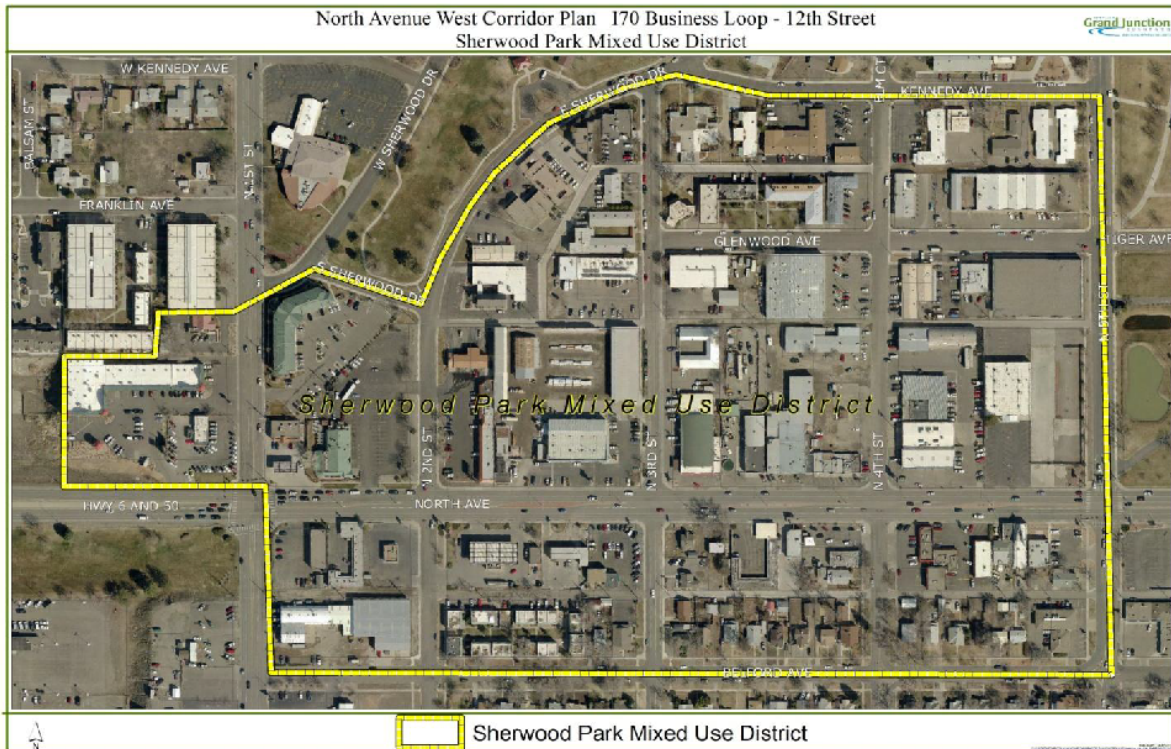 North Avenue West Corridor Plan I70 Business Loop - 12th Street
Sherwood Park Mixed Use District
Grand Junction
W KENNEDY AVE
PALSAM ST
N 1ST ST
W SHERWOOD DR
E SHERWOOD DR
ELM CT
KENNEDY AVE
FRANKLIN AVE
S SHERWOOD DR
GLENWOOD AVE
TIGER AVE
Sherwood Park Mixed Use District
N 2ND ST
N 3RD ST
N 4TH ST
HWY 6 AND 50
NORTH AVE
BELFORD AVE
Sherwood Park Mixed Use District